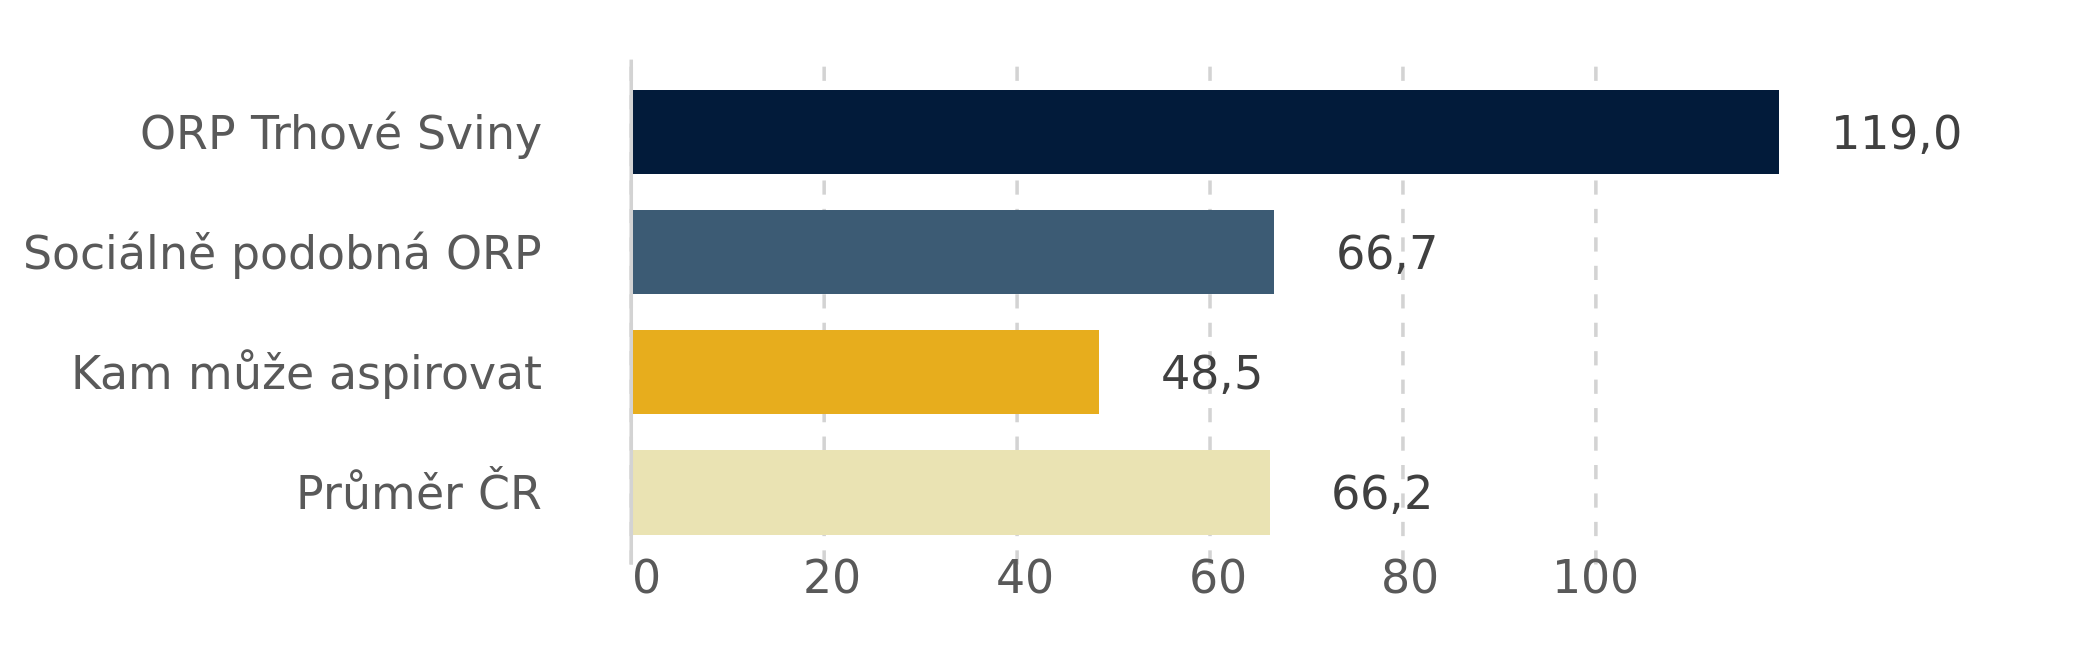 ORP Trhové Sviny 119,0
Sociálně podobná ORP 66,7
Kam může aspirovat 48,5
Průměr ČR 66,2
0 20 40 60 80 100